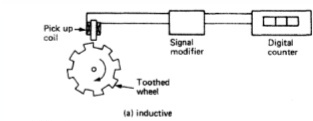 Pick up
coil
Signal
modifier
Digital
counter
Toothed
wheel
(a) inductive